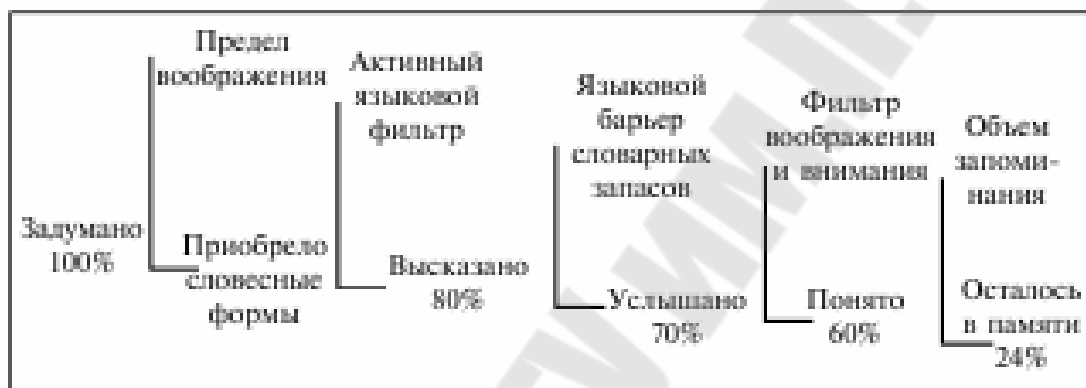 Предел
воображения
Активный
языковой
фильтр
Языковой
барьер
словарных
запасов
Фильтр
воображения
и внимания
Объем
запоми-
нания
Задумано
100%
Приобрело
словесные
формы
Высказано
80%
Услышано
70%
Понято
60%
Осталось
в памяти
24%